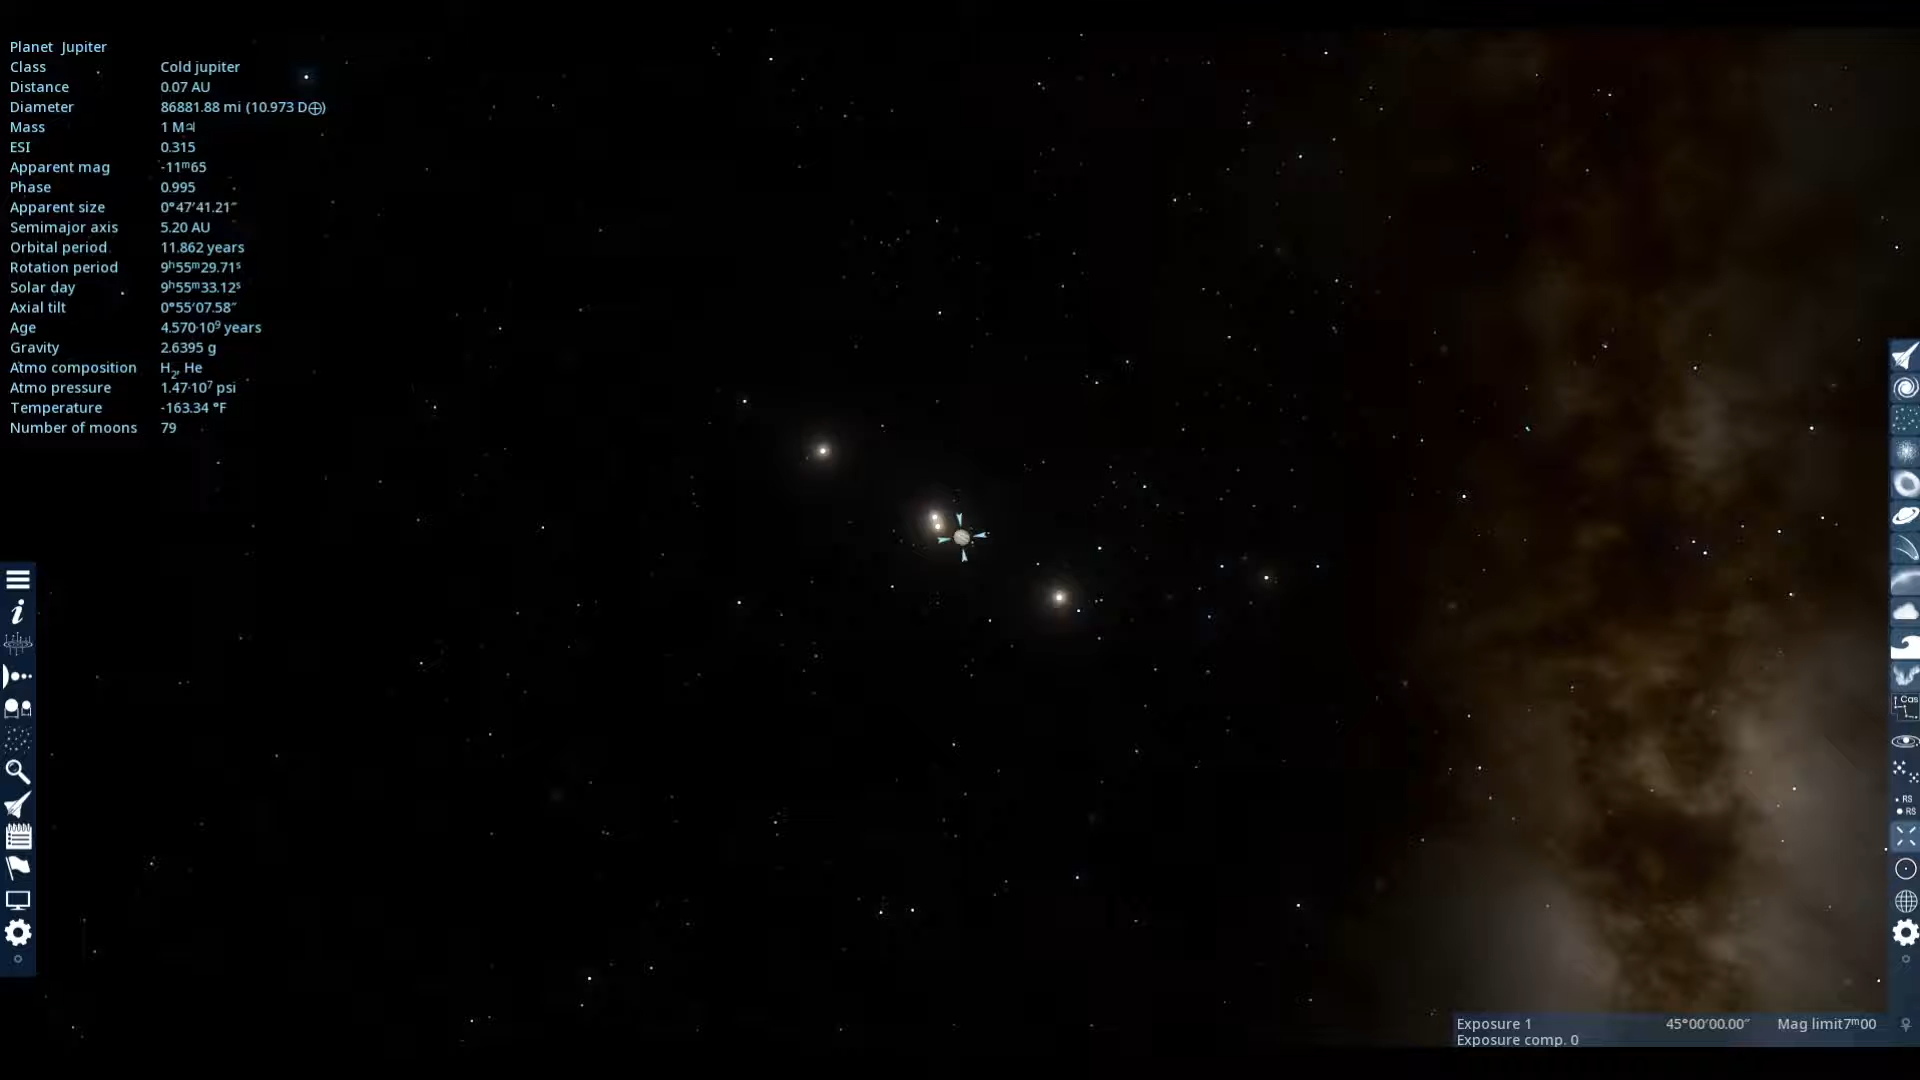 Planet Jupiter
Class Cold jupiter
Distance 0.07 AU
Diameter 86881.88 mi (10.973 D⊕)
Mass 1 M♃
ESI 0.315
Apparent mag -11ᵐ65
Phase 0.995
Apparent size 0°47′41.21″
Semimajor axis 5.20 AU
Orbital period 11.862 years
Rotation period 9ʰ55ᵐ29.71ˢ
Solar day 9ʰ55ᵐ33.12ˢ
Axial tilt 0°55′07.58″
Age 4.570·10⁹ years
Gravity 2.6395 g
Atmo composition H₂, He
Atmo pressure 1.47·10⁷ psi
Temperature -163.34 °F
Number of moons 79
Cas
RS
RS
Exposure 1 45°00′00.00″ Mag limit7ᵐ00
Exposure comp. 0